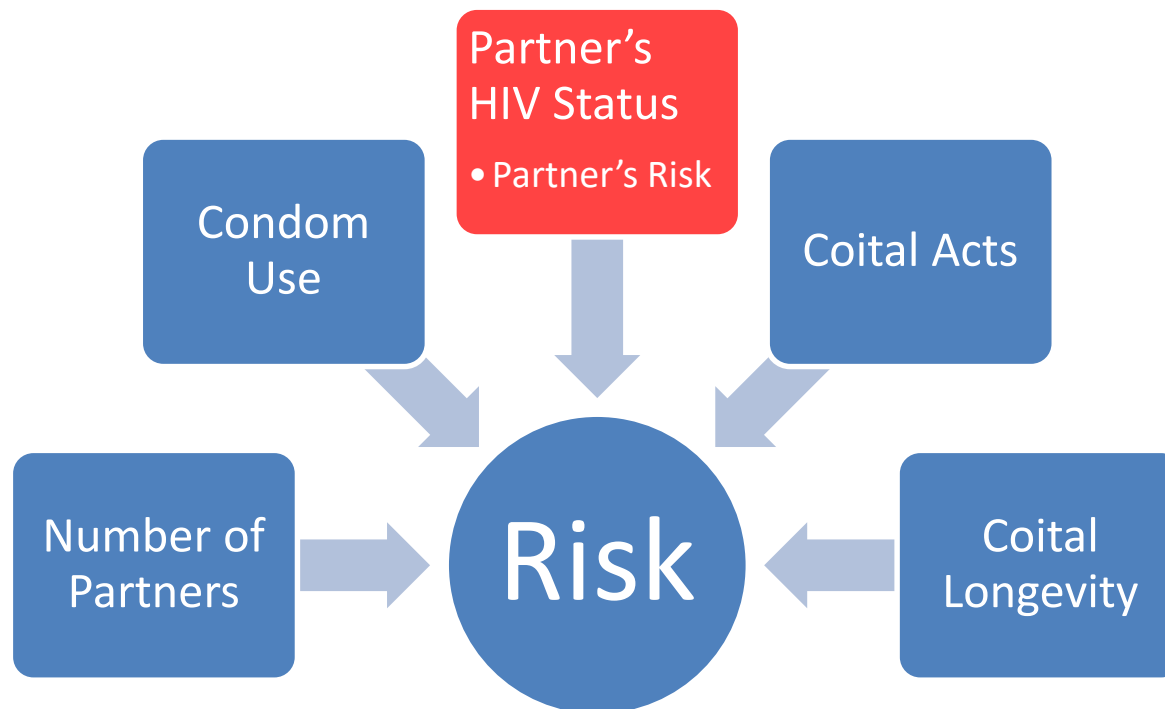 Partner’s
HIV Status
• Partner’s Risk
Condom
Use
Coital Acts
Number of
Partners
Risk
Coital
Longevity